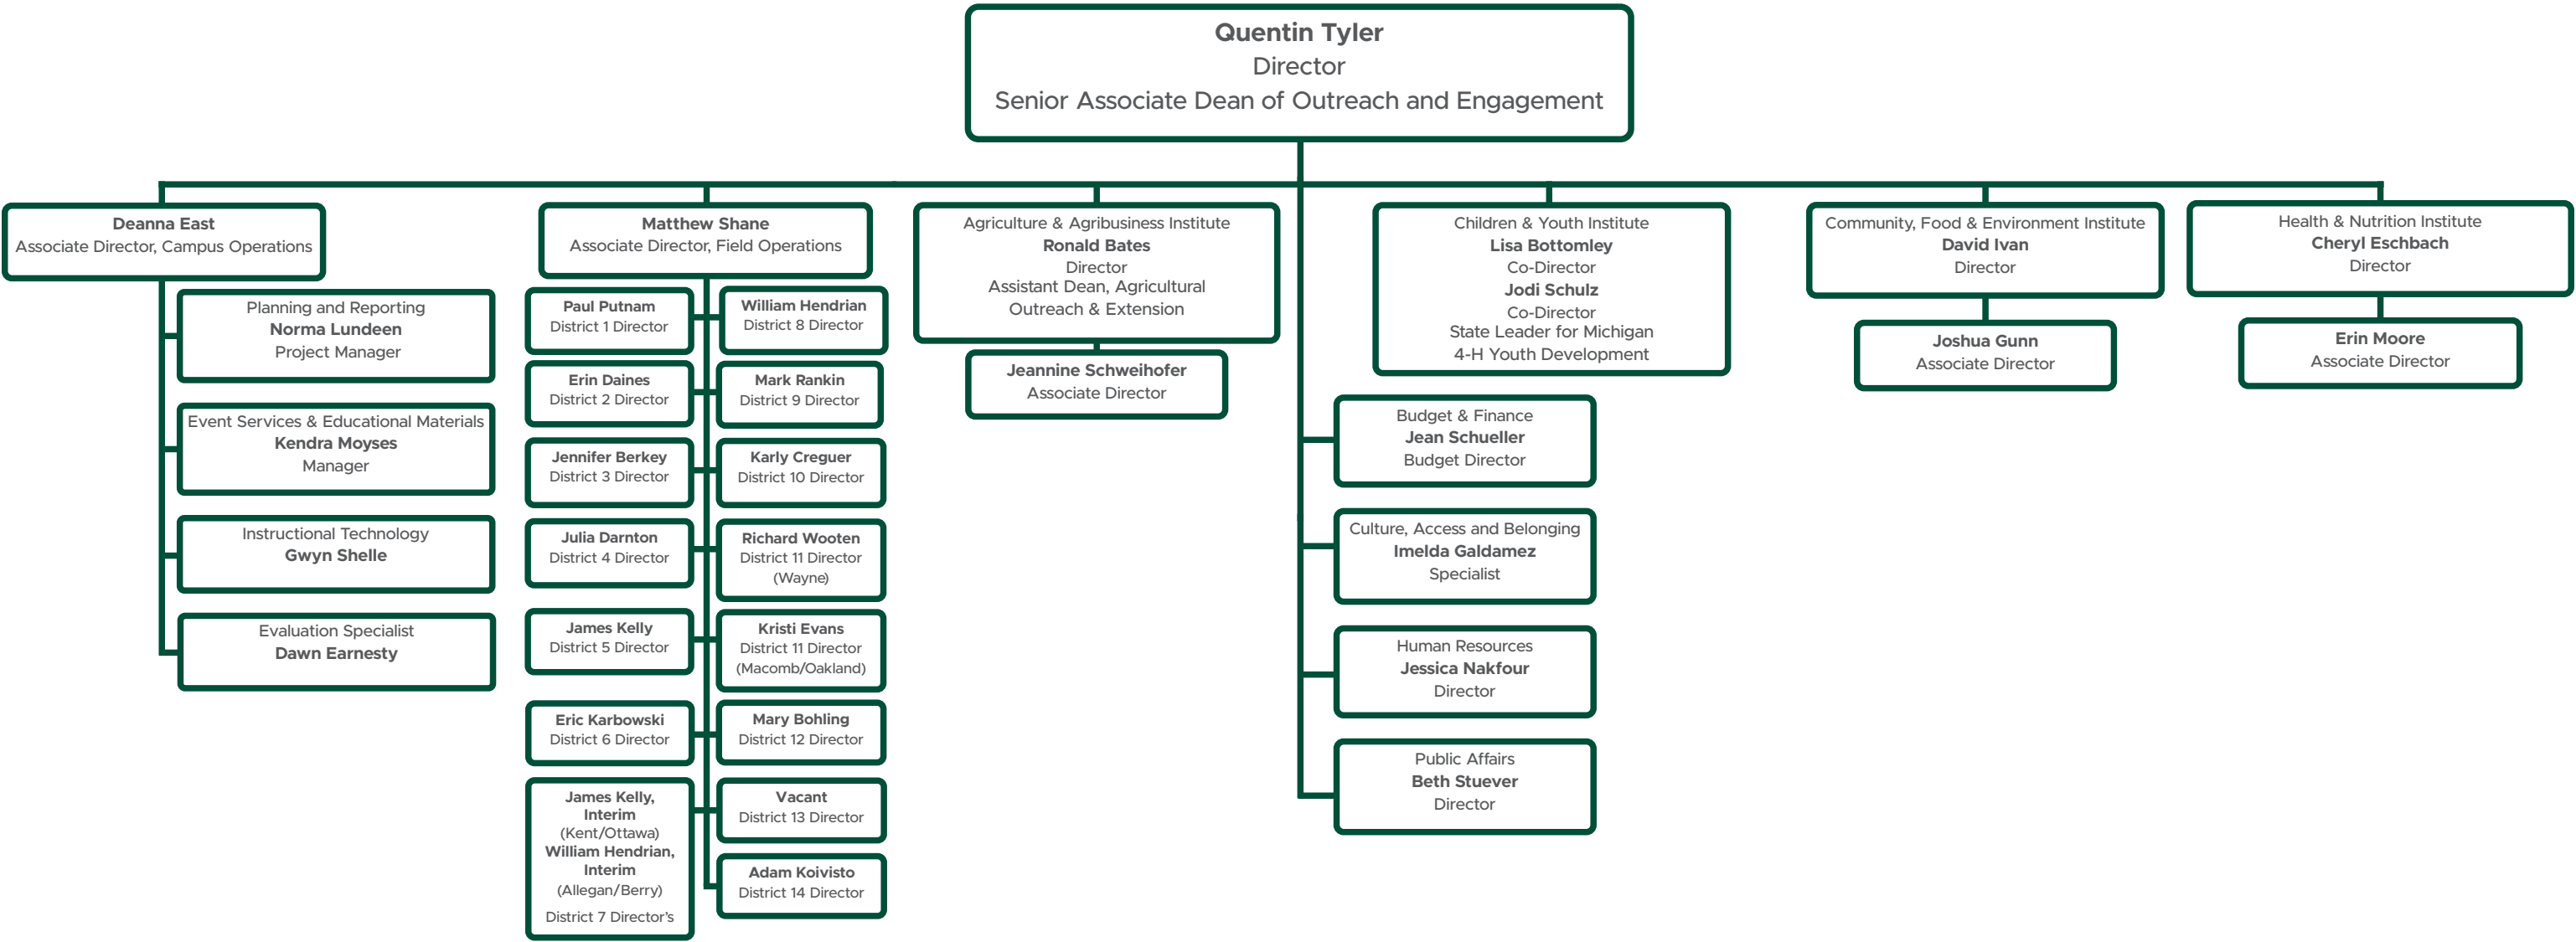 Quentin Tyler
Director
Senior Associate Dean of Outreach and Engagement
Deanna East
Associate Director, Campus Operations
Planning and Reporting
Norma Lundeen
Project Manager
Event Services & Educational Materials
Kendra Moyses
Manager
Instructional Technology
Gwyn Shelle
Evaluation Specialist
Dawn Earnesty
Matthew Shane
Associate Director, Field Operations
Paul Putnam
District 1 Director
Erin Daines
District 2 Director
Jennifer Berkey
District 3 Director
Julia Darnton
District 4 Director
James Kelly
District 5 Director
Eric Karbowski
District 6 Director
James Kelly,
Interim
(Kent/Ottawa)
William Hendrian,
Interim
(Allegan/Berry)
District 7 Director’s
William Hendrian
District 8 Director
Mark Rankin
District 9 Director
Karly Creguer
District 10 Director
Richard Wooten
District 11 Director
(Wayne)
Kristi Evans
District 11 Director
(Macomb/Oakland)
Mary Bohling
District 12 Director
Vacant
District 13 Director
Adam Koivisto
District 14 Director
Agriculture & Agribusiness Institute
Ronald Bates
Director
Assistant Dean, Agricultural
Outreach & Extension
Jeannine Schweihofer
Associate Director
Children & Youth Institute
Lisa Bottomley
Co-Director
Jodi Schulz
Co-Director
State Leader for Michigan
4-H Youth Development
Budget & Finance
Jean Schueller
Budget Director
Culture, Access and Belonging
Imelda Galdamez
Specialist
Human Resources
Jessica Nakfour
Director
Public Affairs
Beth Stuever
Director
Community, Food & Environment Institute
David Ivan
Director
Joshua Gunn
Associate Director
Health & Nutrition Institute
Cheryl Eschbach
Director
Erin Moore
Associate Director